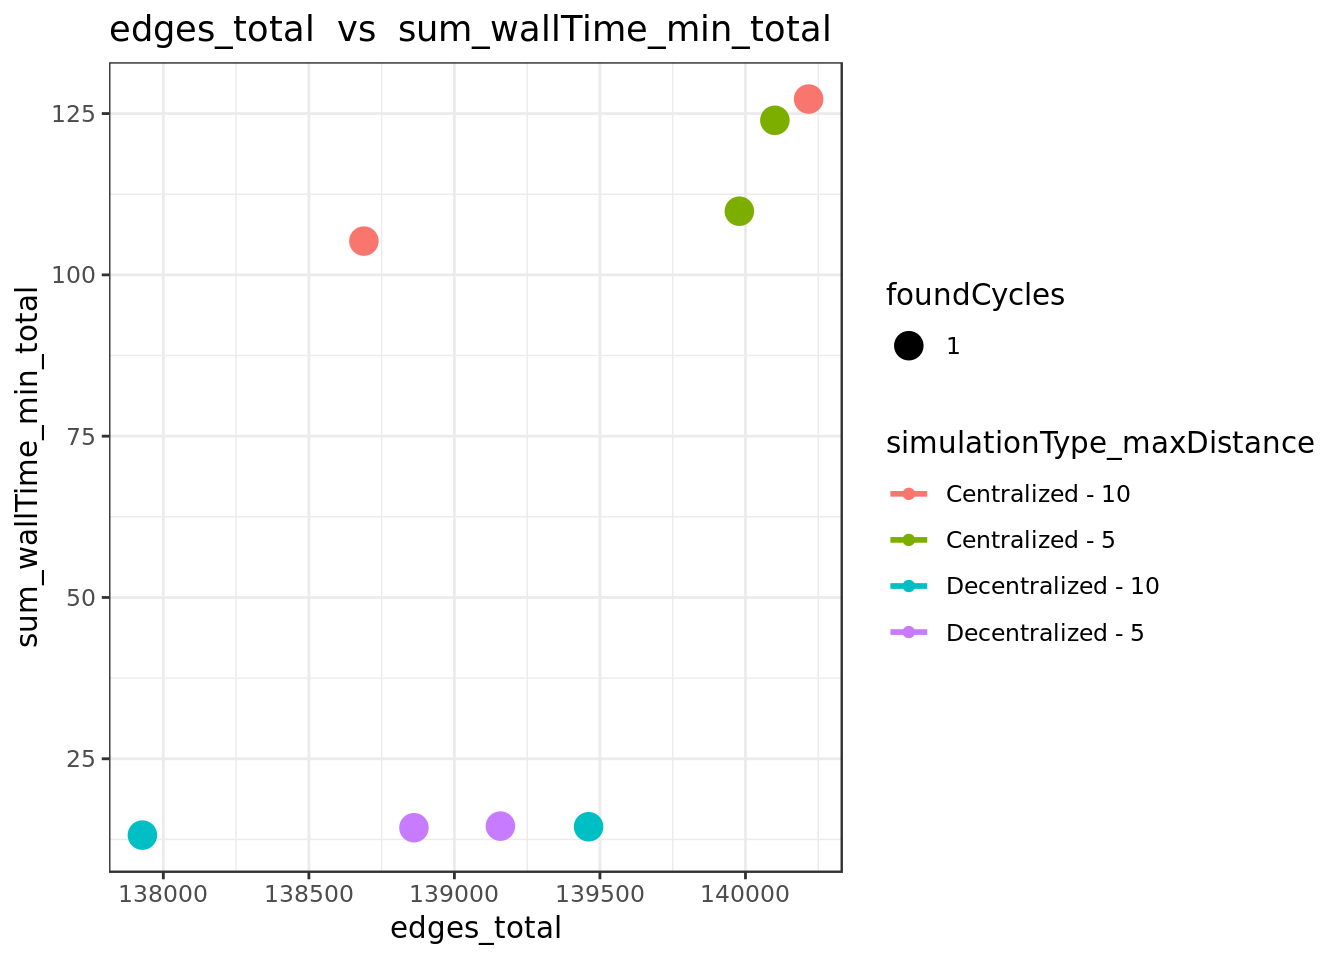 edges_total vs sum_wallTime_min_total
125
100
75
50
25
sum_wallTime_min_total
138000 138500 139000 139500 140000
edges_total
foundCycles
1
simulationType_maxDistance
Centralized - 10
Centralized - 5
Decentralized - 10
Decentralized - 5